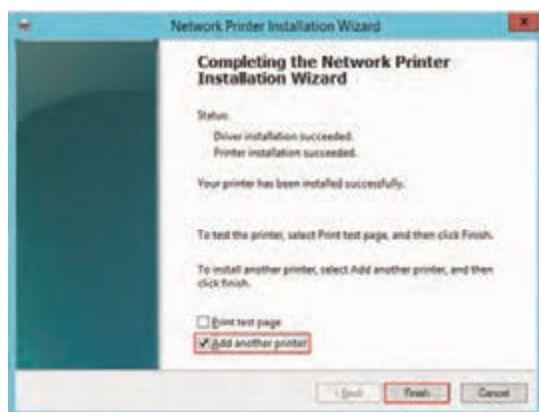 Network Printer Installation Wizard
Completing the Network Printer
Installation Wizard
Status:
Driver installation succeeded.
Printer installation succeeded.
Your printer has been installed successfully.
To test the printer, select Print test page, and then click Finish.
To install another printer, select Add another printer, and then
click finish.
Print test page
Add another printer
< Back
Finish
Cancel